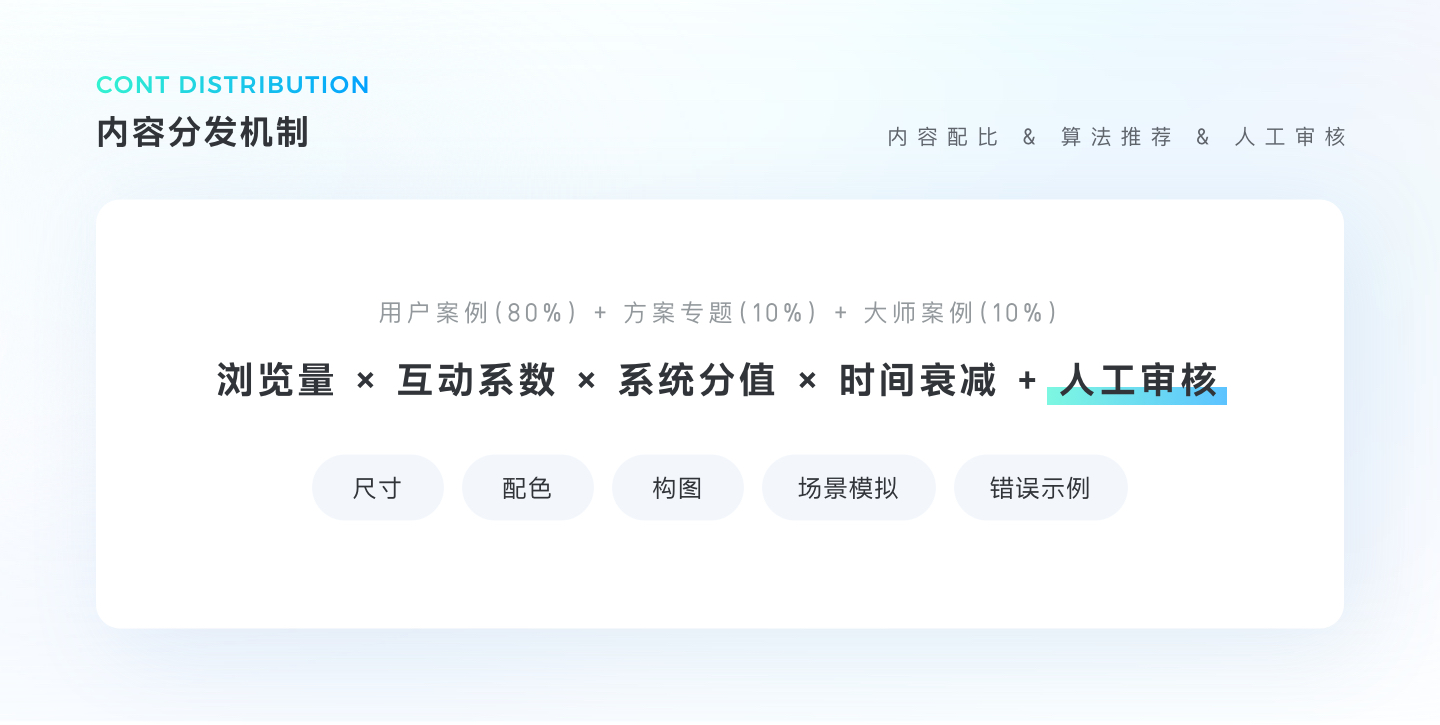 CONT DISTRIBUTION
内容分发机制
内容配比 & 算法推荐 & 人工审核
用户案例(80%) + 方案专题(10%) + 大师案例(10%)
浏览量 × 互动系数 × 系统分值 × 时间衰减 + 人工审核
尺寸 配色 构图 场景模拟 错误示例